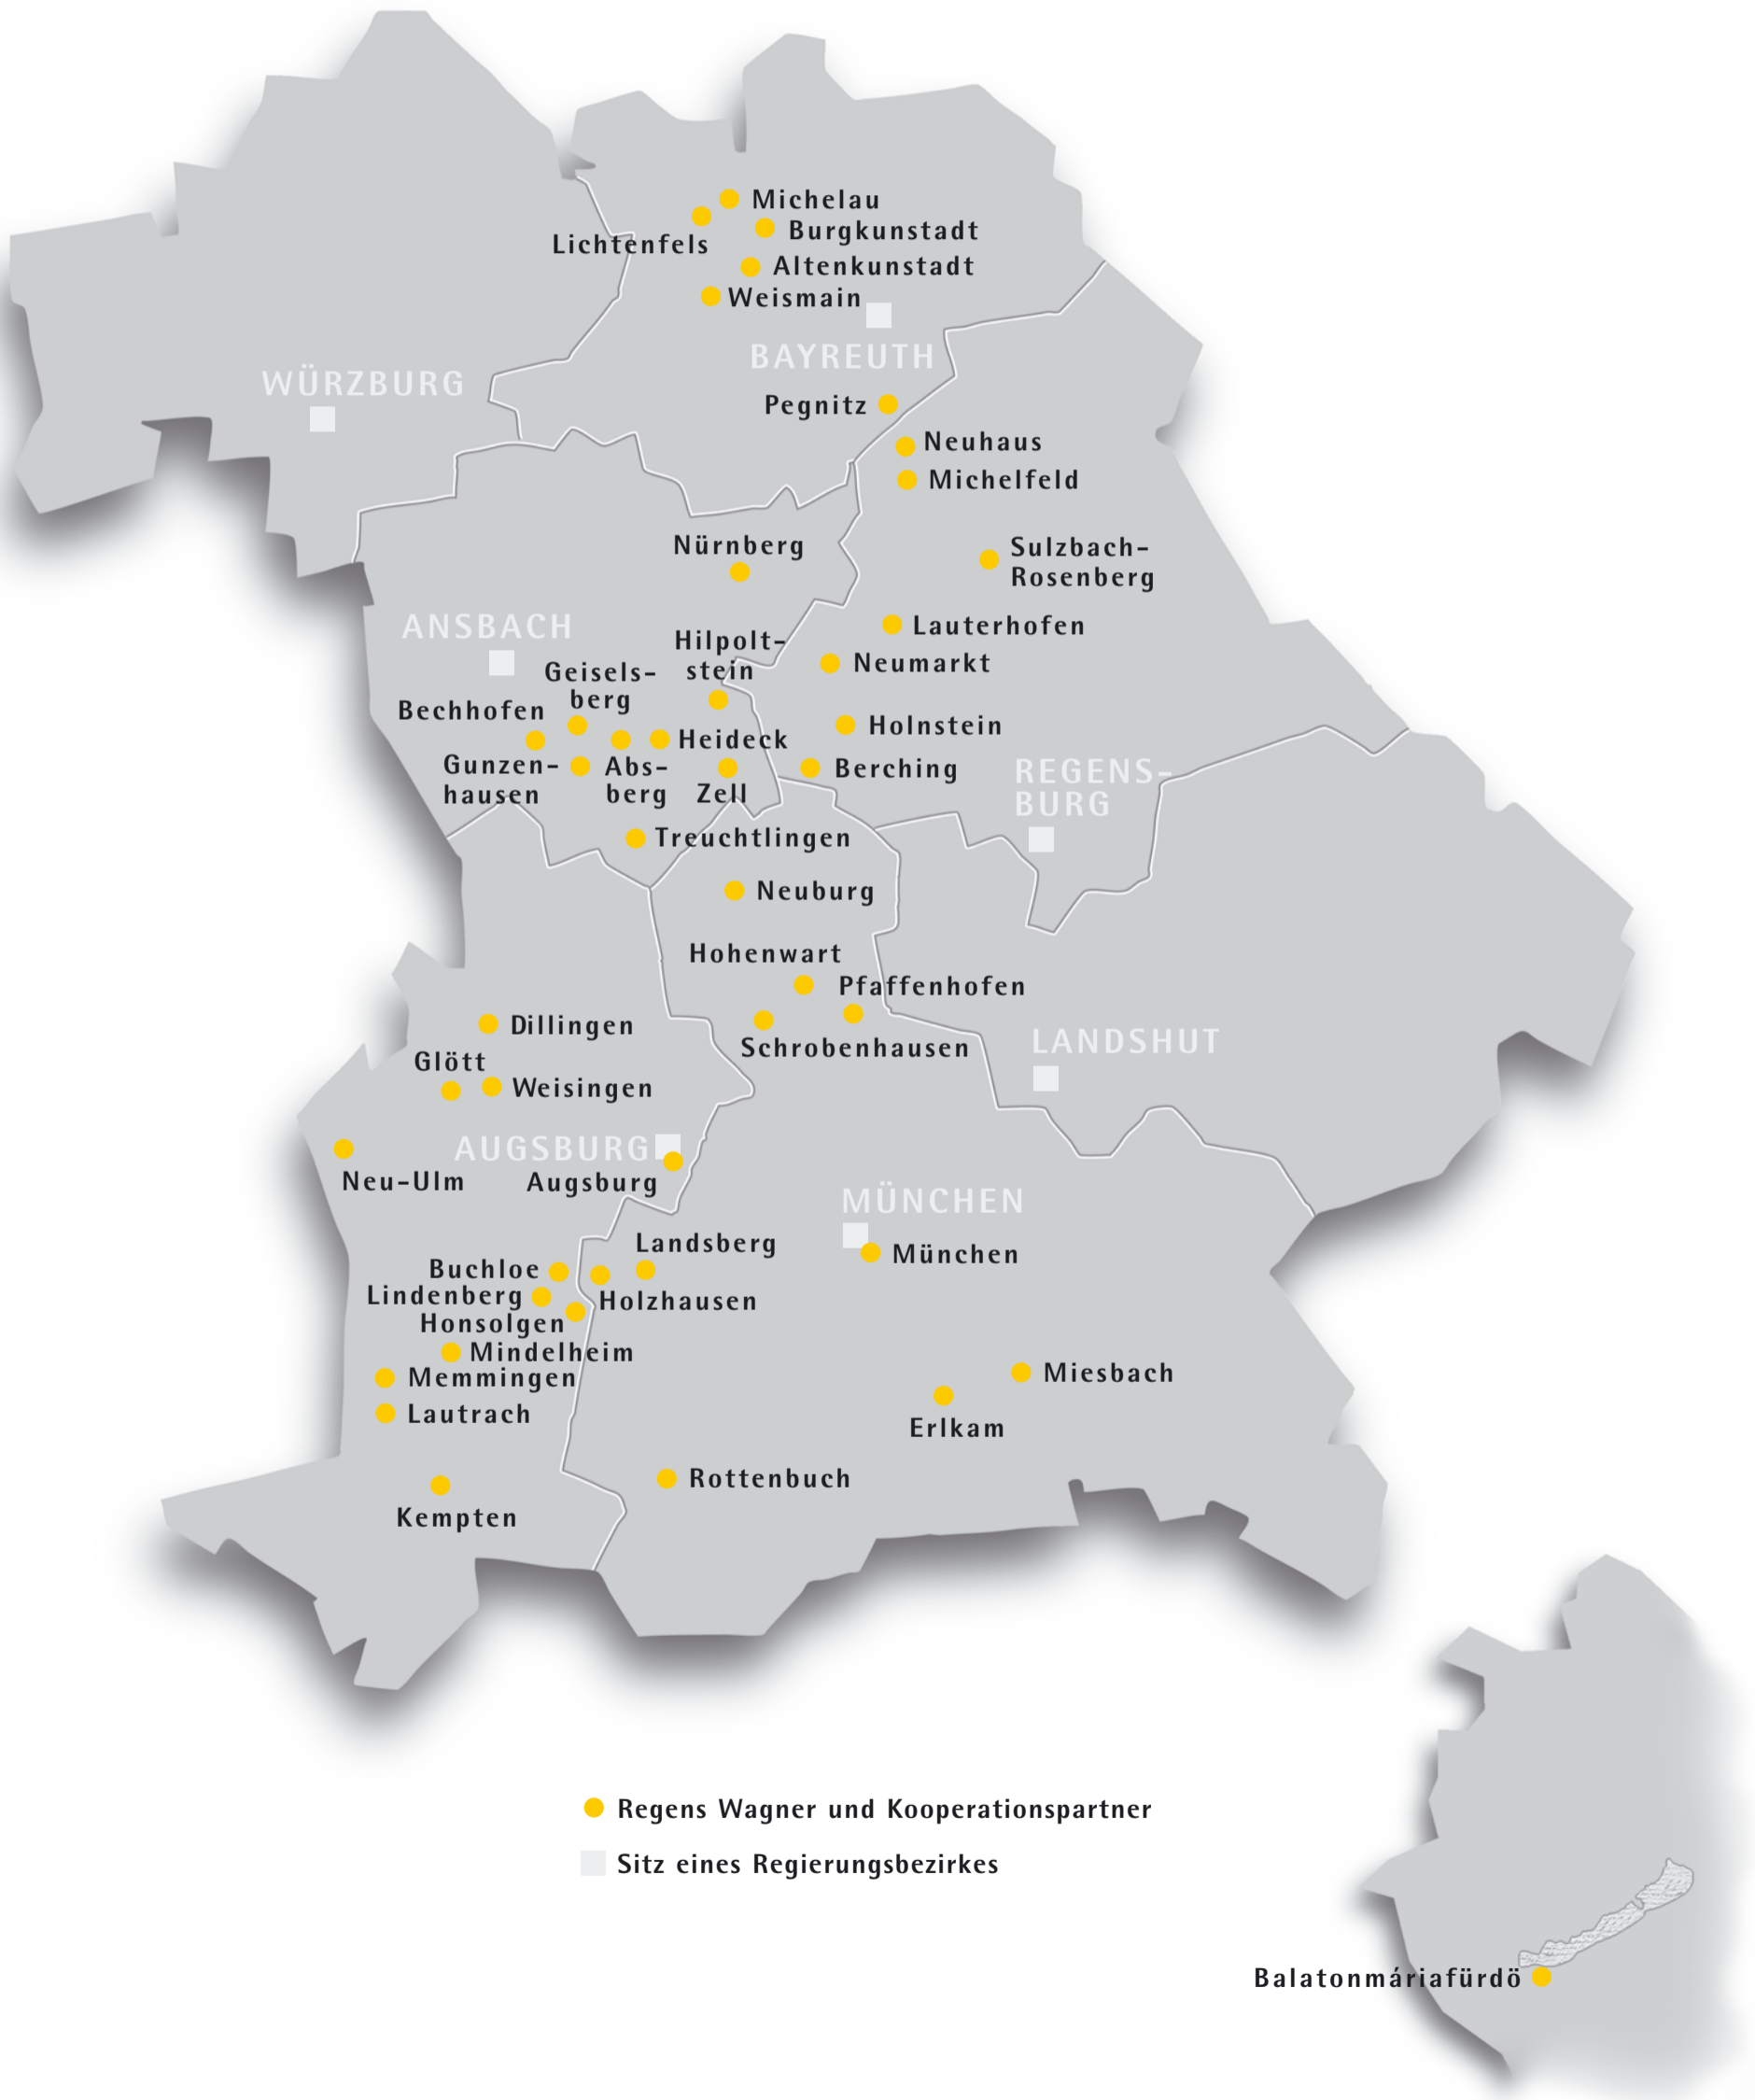 Michelau
Burgkunstadt
Lichtenfels
Altenkunstadt
Weismain
BAYREUTH
WÜRZBURG
Pegnitz
Neuhaus
Michelfeld
Nürnberg
Sulzbach-
Rosenberg
ANSBACH
Lauterhofen
Hilpolt-
stein
Neumarkt
Geisels-
berg
Bechhofen
Holnstein
Heideck
Gunzen-
hausen
Abs-
berg
Zell
Berching
REGENS-
BURG
Treuchtlingen
Neuburg
Hohenwart
Pfaffenhofen
Dillingen
Schrobenhausen
LANDSHUT
Glött
Weisingen
AUGSBURG
Neu-Ulm
Augsburg
MÜNCHEN
Landsberg
München
Buchloe
Lindenberg
Holzhausen
Honsolgen
Mindelheim
Memmingen
Miesbach
Lautrach
Erlkam
Rottenbuch
Kempten
Regens Wagner und Kooperationspartner
Sitz eines Regierungsbezirkes
Balatonmáriafürdö